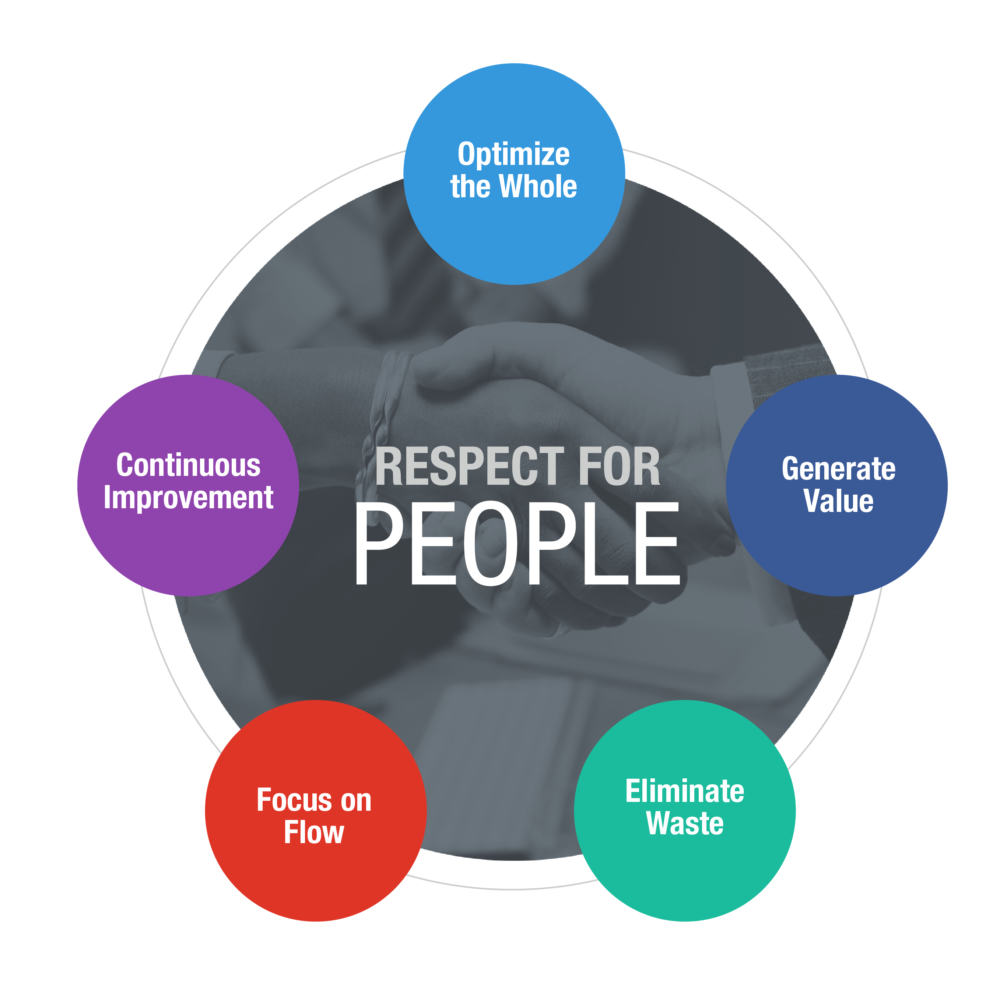 Optimize
the Whole
Continuous
Improvement
RESPECT FOR
PEOPLE
Generate
Value
Focus on
Flow
Eliminate
Waste